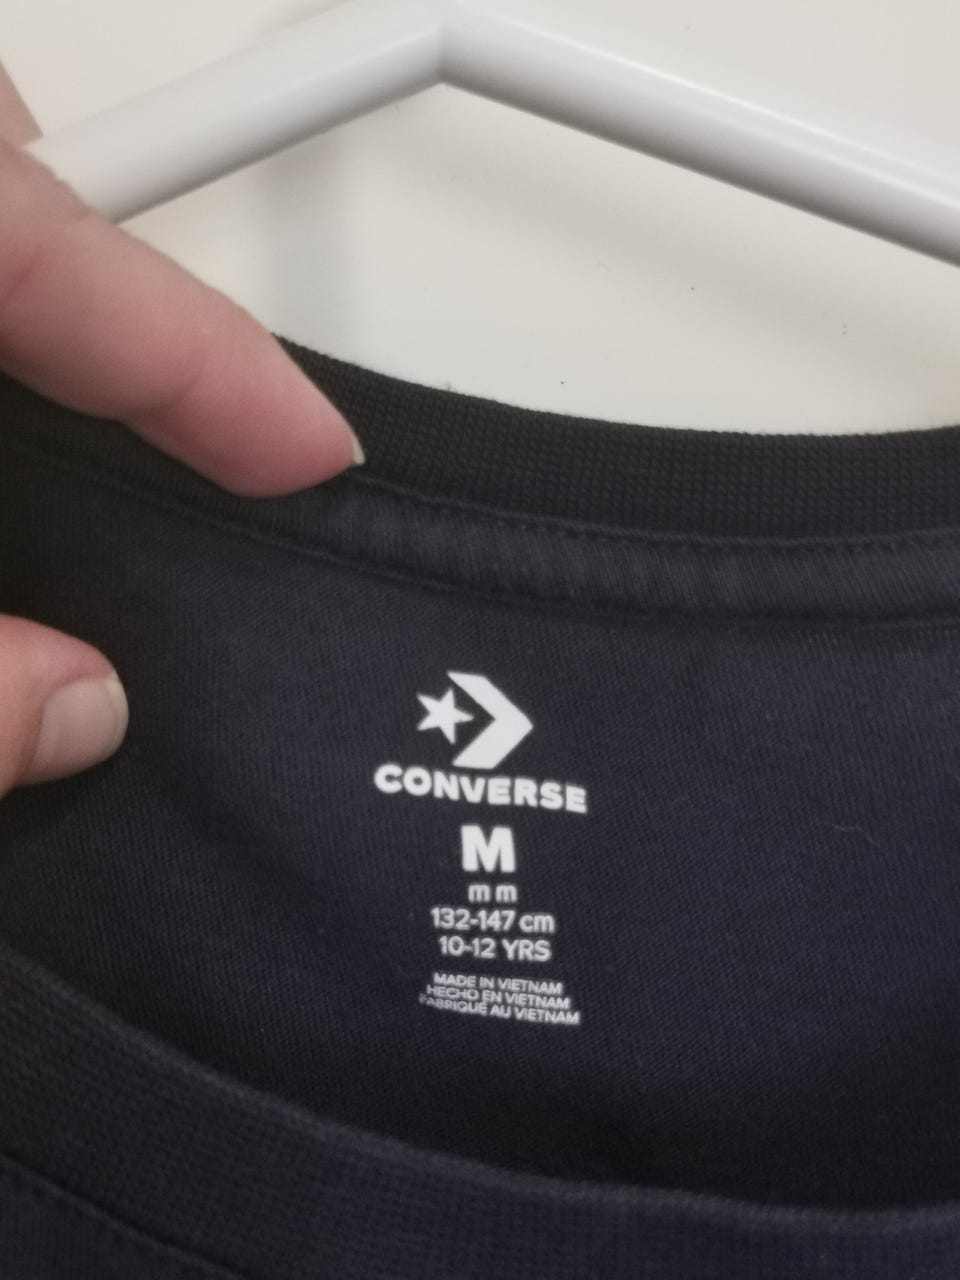 CONVERSE
M
m m
132-147 cm
10-12 YRS
MADE IN VIETNAM
HECHO EN VIETNAM
FABRIQUÉ AU VIETNAM